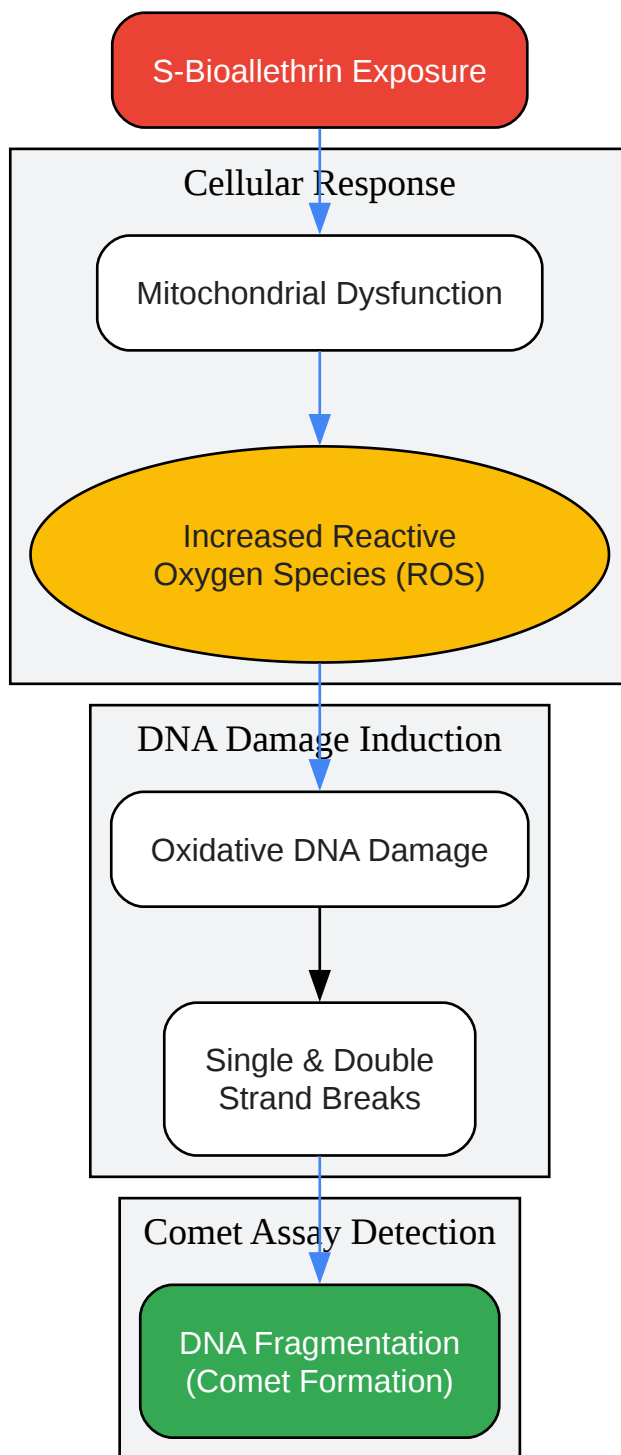 S-Bioallethrin Exposure
Cellular Response
Mitochondrial Dysfunction
Increased Reactive
Oxygen Species (ROS)
DNA Damage Induction
Oxidative DNA Damage
Single & Double
Strand Breaks
Comet Assay Detection
DNA Fragmentation
(Comet Formation)